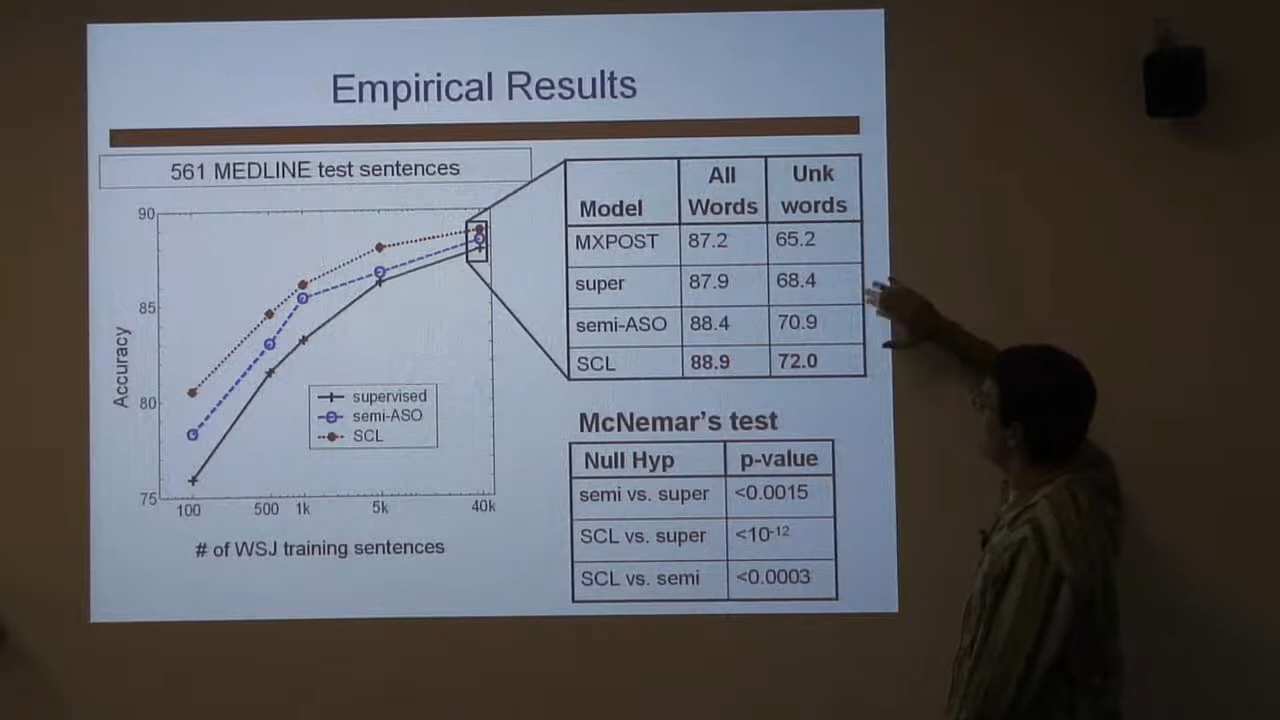 Empirical Results
561 MEDLINE test sentences
90
85
80
75
Accuracy
supervised
semi-ASO
SCL
100 500 1k 5k 40k
# of WSJ training sentences
Model All Words Unk words
MXPOST 87.2 65.2
super 87.9 68.4
semi-ASO 88.4 70.9
SCL 88.9 72.0
McNemar's test
Null Hyp p-value
semi vs. super <0.0015
SCL vs. super <10-12
SCL vs. semi <0.0003